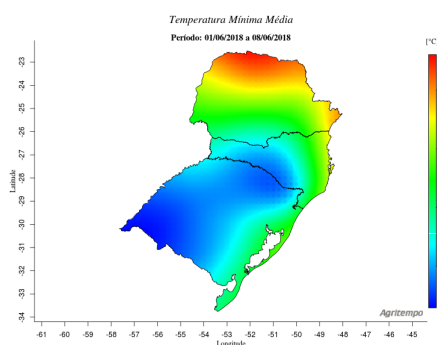 Temperatura Mínima Média
Período: 01/06/2018 a 08/06/2018
[°C]
-23
-24
-25
-26
-27
-28
-29
-30
-31
-32
-33
-34
Latitude
Agritempo
-61 -60 -59 -58 -57 -56 -55 -54 -53 -52 -51 -50 -49 -48 -47 -46 -45
Longitude